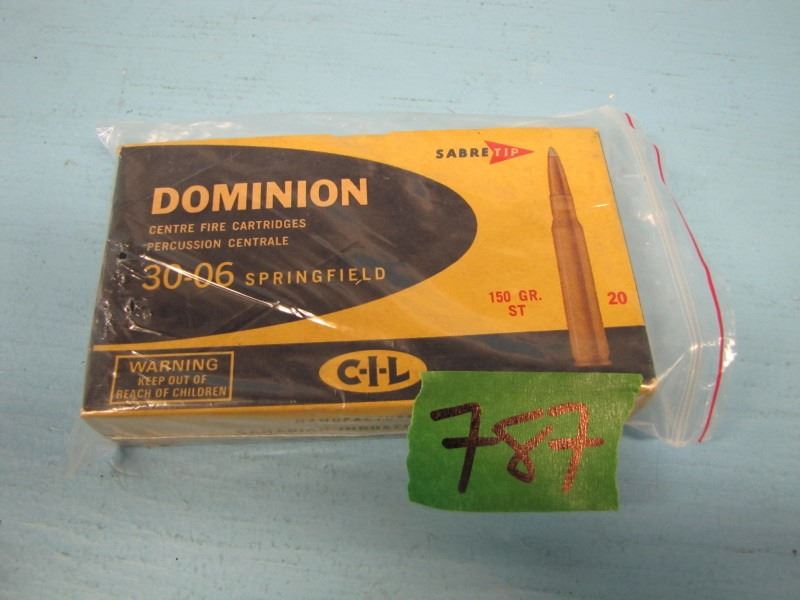 SABRE TIP
DOMINION
CENTRE FIRE CARTRIDGES
PERCUSSION CENTRALE
30-06 SPRINGFIELD
150 GR.
ST
20
WARNING
KEEP OUT OF
REACH OF CHILDREN
C-I-L
787